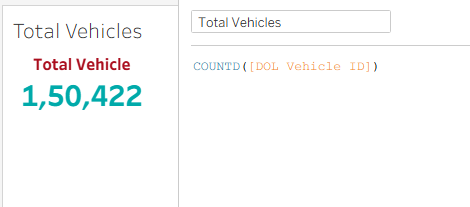 Total Vehicles
Total Vehicle
1,50,422
Total Vehicles
COUNTD([DOL Vehicle ID])